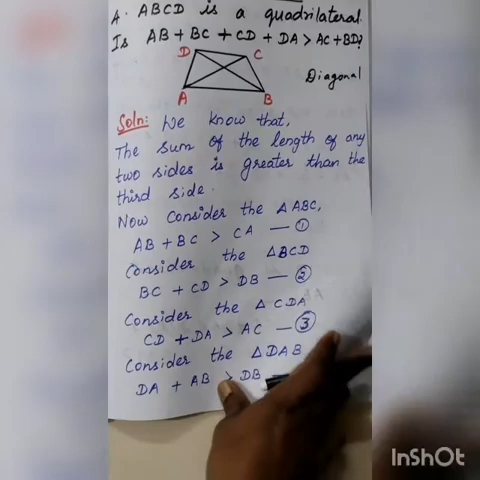 A. ABCD is a quadrilateral.
Is AB + BC + CD + DA > AC + BD?
D
C
Diagonal
A
B
Soln: We know that,
The sum of the length of any
two sides is greater than the
third side.
Now Consider the △ ABC,
AB + BC > CA — ①
Consider the △BCD
BC + CD > DB — ②
Consider the △ CDA
CD + DA > AC — ③
Consider the △ DAB
DA + AB > DB
InShOt